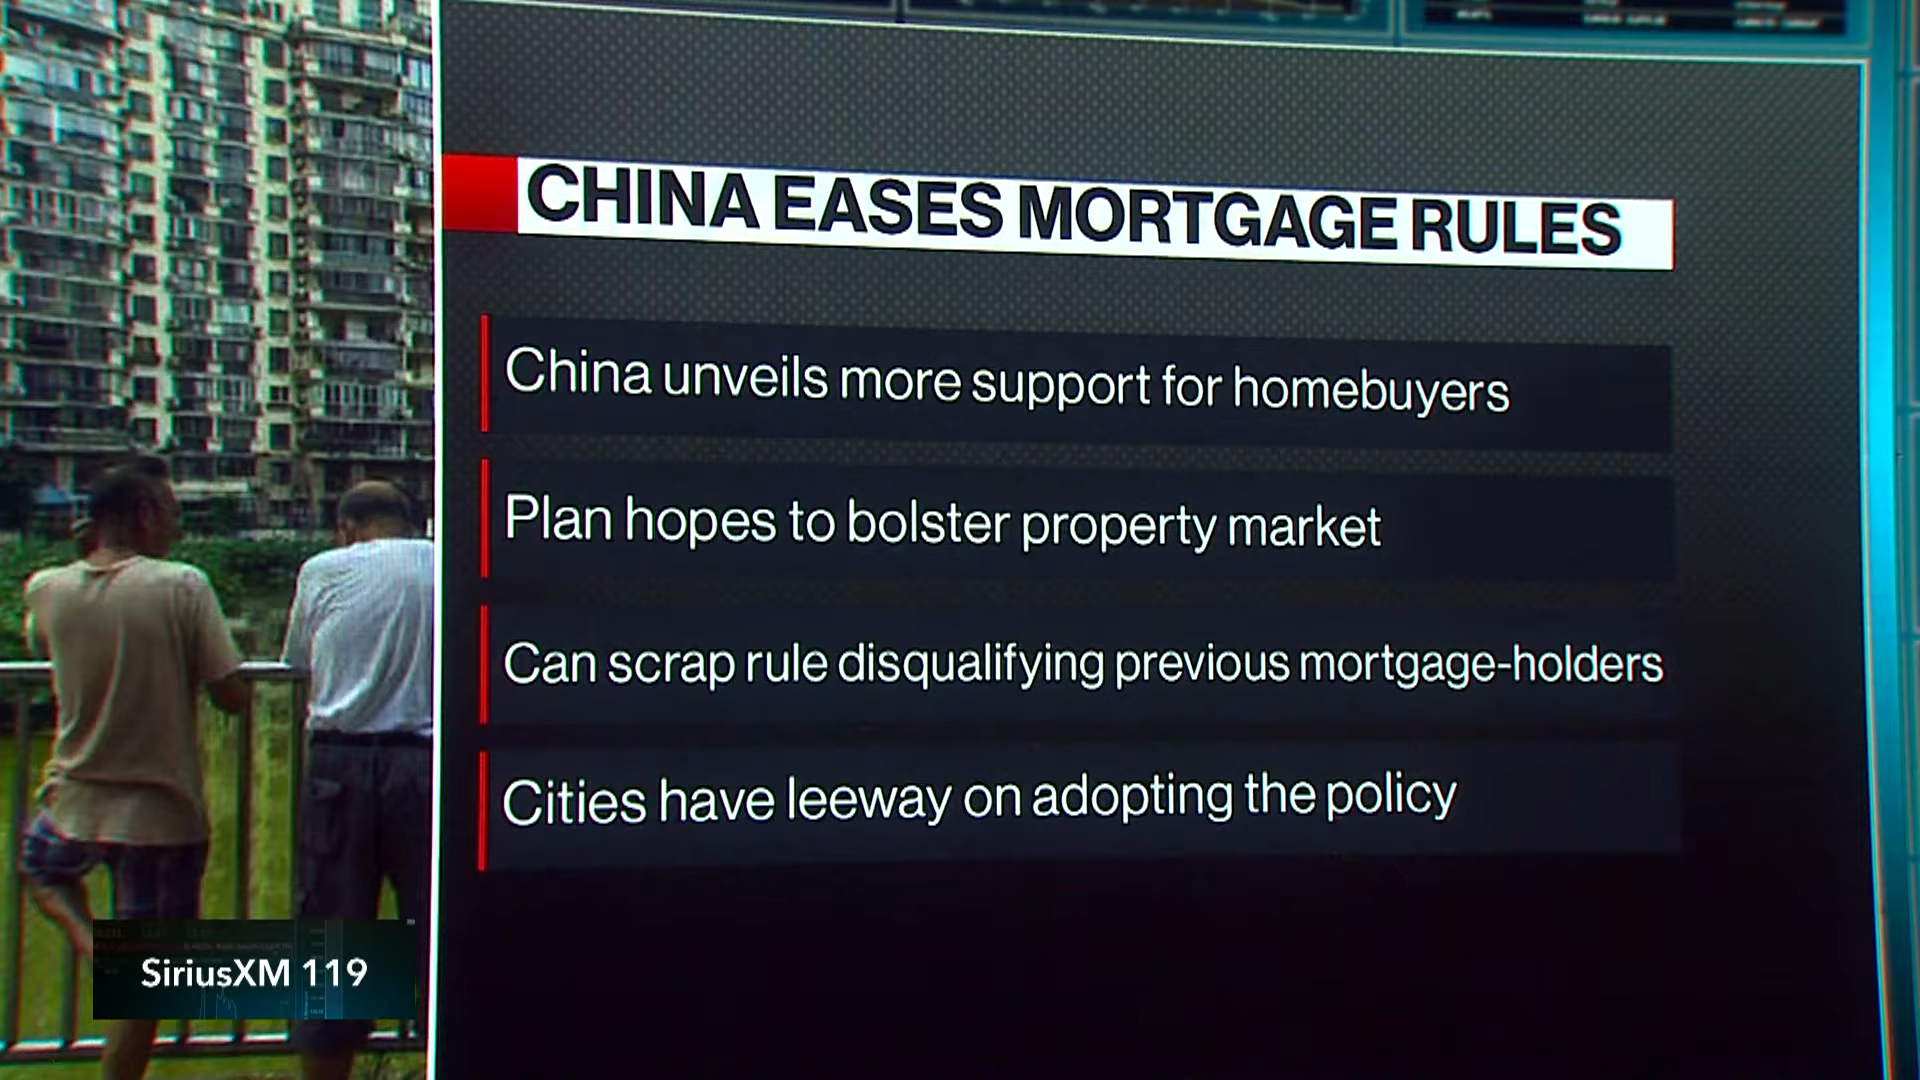 CHINA EASES MORTGAGE RULES
China unveils more support for homebuyers
Plan hopes to bolster property market
Can scrap rule disqualifying previous mortgage-holders
Cities have leeway on adopting the policy
SiriusXM 119